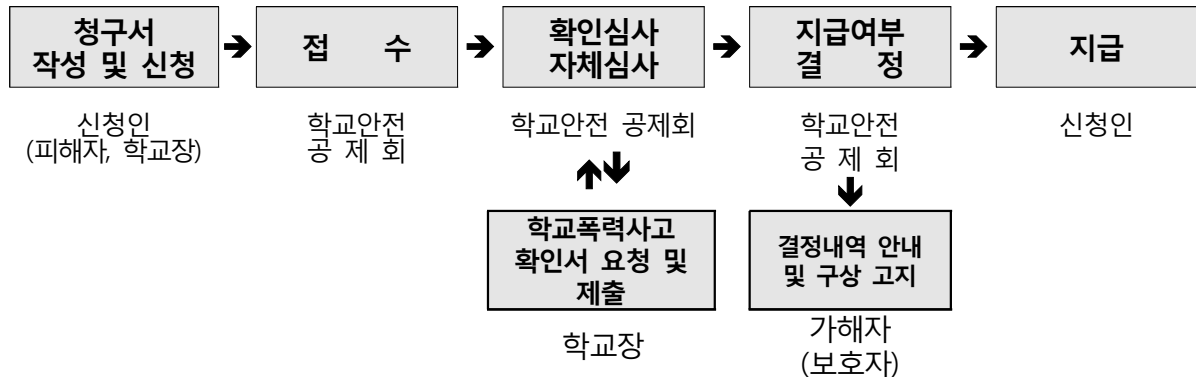 청구서
작성 및 신청
접 수
확인심사
자체심사
지급여부
결 정
지급
신청인
(피해자, 학교장)
학교안전
공 제 회
학교안전 공제회
학교안전
공 제 회
신청인
학교폭력사고
확인서 요청 및
제출
결정내역 안내
및 구상 고지
학교장
가해자
(보호자)